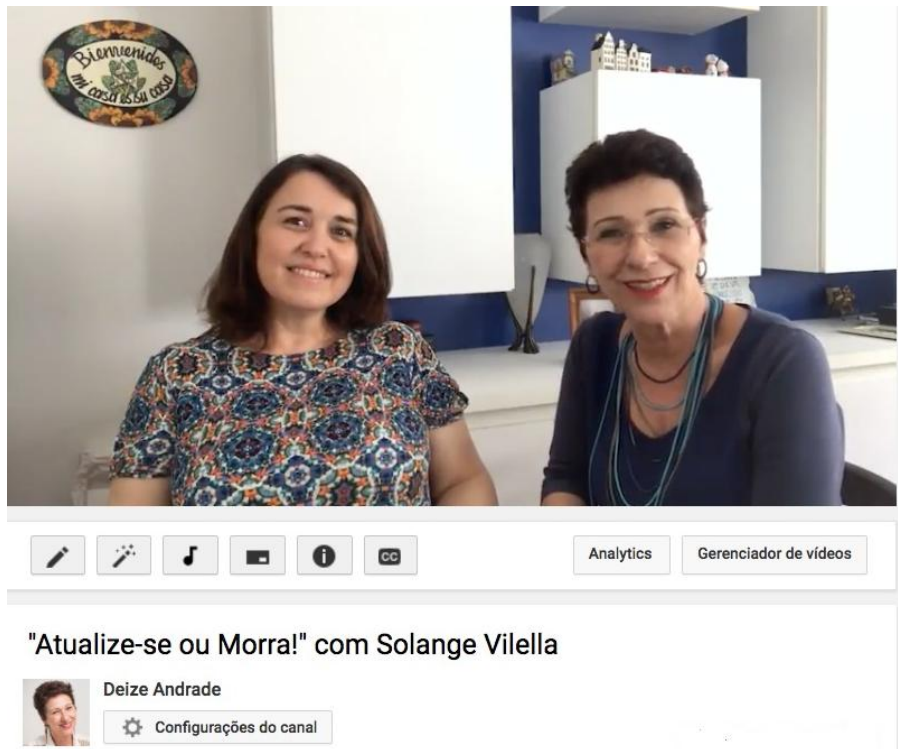 Bienvenidos
mi casa es su casa
CC
Analytics
Gerenciador de vídeos
"Atualize-se ou Morra!" com Solange Vilella
Deize Andrade
Configurações do canal